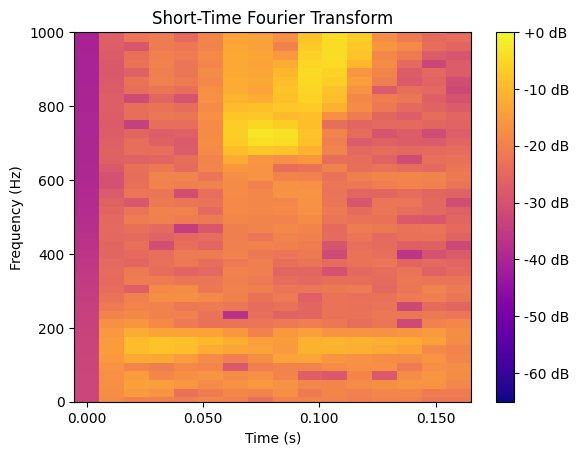 Short-Time Fourier Transform
Frequency (Hz)
1000
800
600
400
200
0
0.000
0.050
0.100
0.150
Time (s)
+0 dB
-10 dB
-20 dB
-30 dB
-40 dB
-50 dB
-60 dB